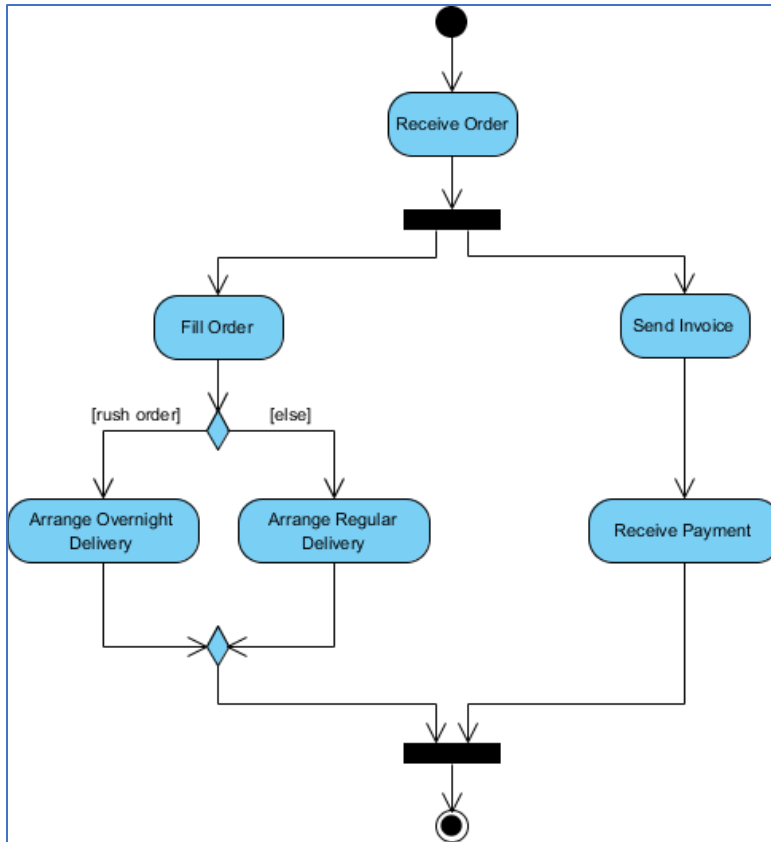 Receive Order
Fill Order
Send Invoice
[rush order]
[else]
Arrange Overnight
Delivery
Arrange Regular
Delivery
Receive Payment